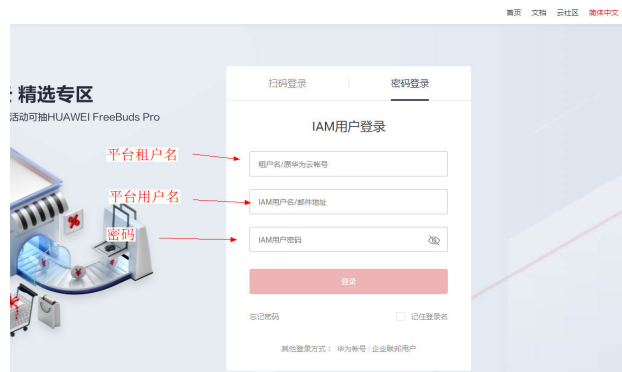 首页 文档 云社区 简体中文
精选专区
活动可抽HUAWEI FreeBuds Pro
扫码登录 密码登录
IAM用户登录
平台租户名
租户名/原华为云帐号
平台用户名
IAM用户名/邮件地址
密码
IAM用户密码
登录
忘记密码 记住登录名
其他登录方式： 华为帐号 | 企业联邦用户